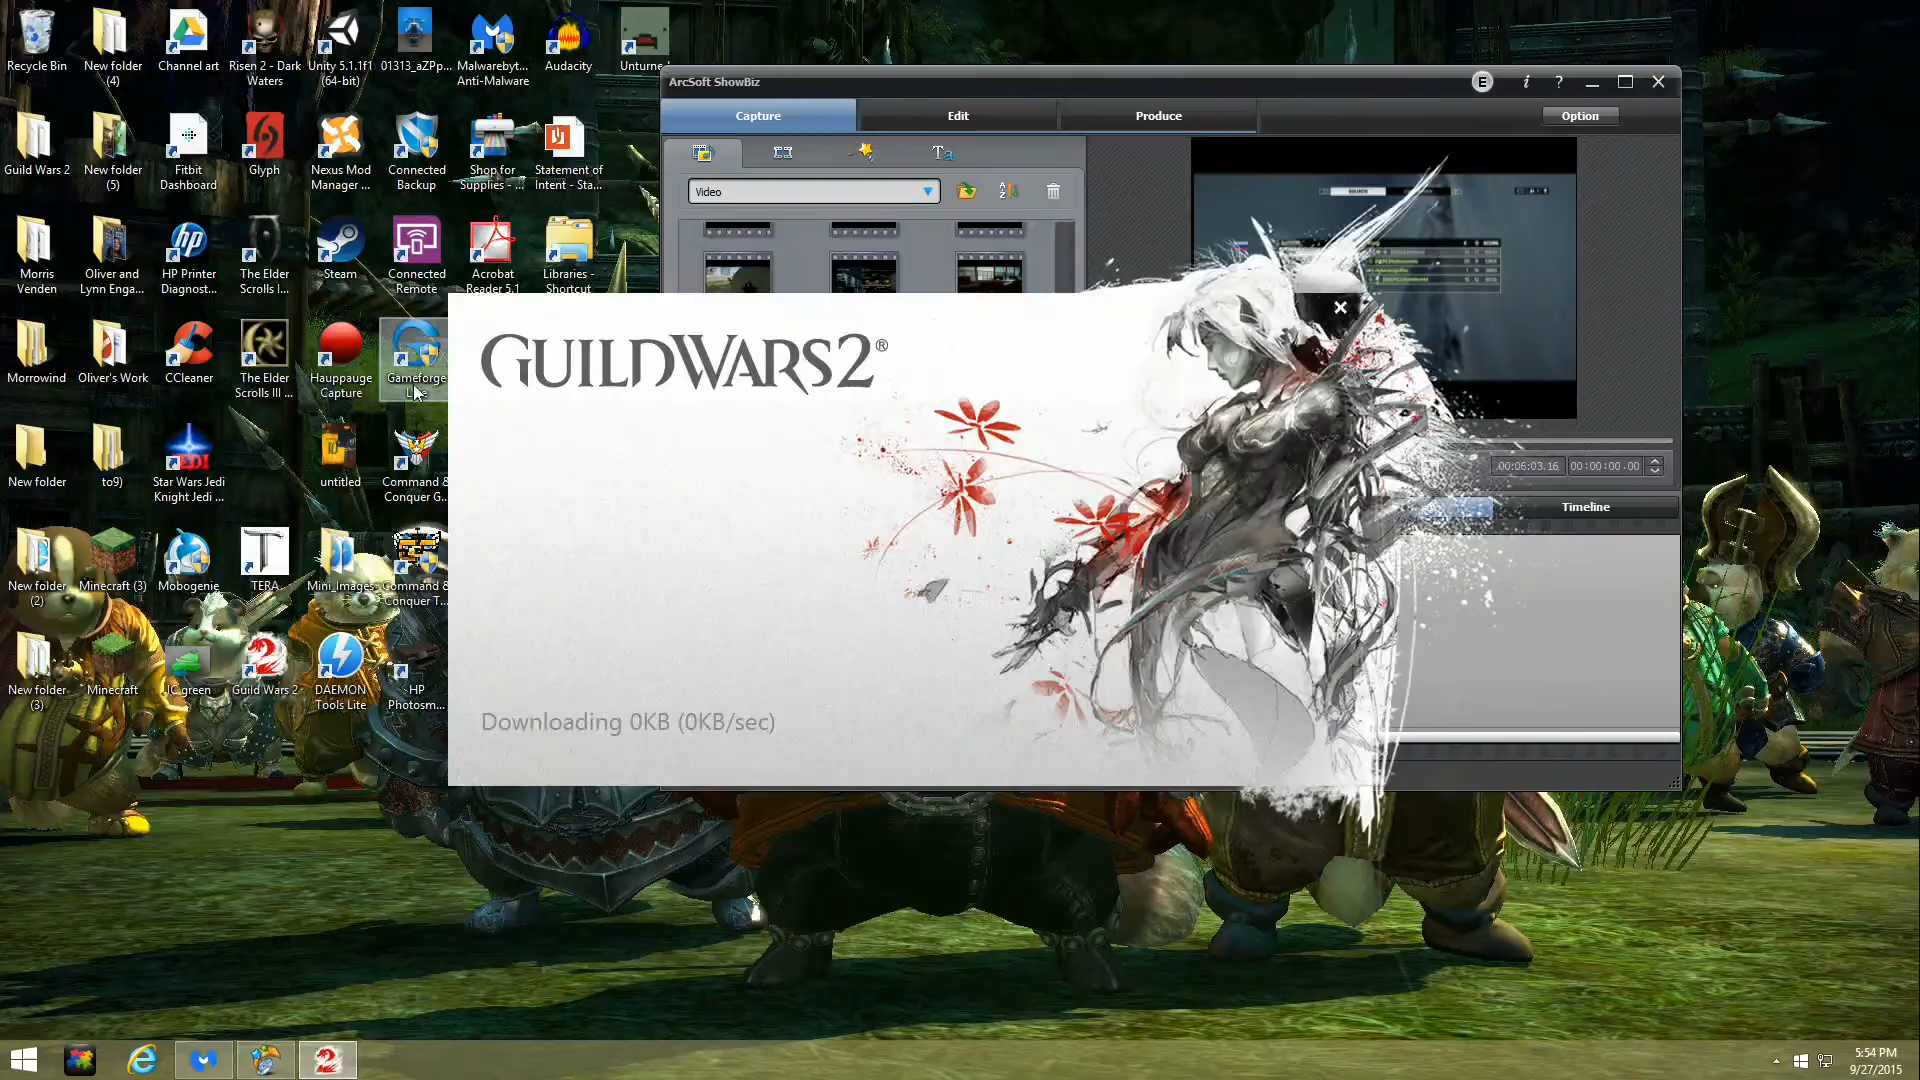 Recycle Bin
New folder
(4)
Channel art
Risen 2 - Dark
Waters
Unity 5.1.1f1
(64-bit)
01313_aZPp...
Malwarebyt...
Anti-Malware
Audacity
Unturned
Guild Wars 2
New folder
(5)
Fitbit
Dashboard
Glyph
Nexus Mod
Manager ...
Connected
Backup
Shop for
Supplies - ...
Statement of
Intent - Sta...
Morris
Venden
Oliver and
Lynn Enga...
HP Printer
Diagnost...
The Elder
Scrolls I...
Steam
Connected
Remote
Acrobat
Reader 5.1
Libraries -
Shortcut
Morrowind
Oliver's Work
CCleaner
The Elder
Scrolls III ...
Hauppauge
Capture
Gameforge
New folder
to9)
Star Wars Jedi
Knight Jedi ...
untitled
Command &
Conquer G...
New folder
(2)
Minecraft (3)
Mobogenie
TERA
Mini_Images
Command &
Conquer T...
New folder
(3)
Minecraft
JC green
Guild Wars 2
DAEMON
Tools Lite
HP
Photosm...
ArcSoft ShowBiz
E
i
?
Capture
Edit
Produce
Option
Ta
Video
00:06:03.16
00:00:00.00
Timeline
GUILDWARS2®
Downloading 0KB (0KB/sec)
5:54 PM
9/27/2015